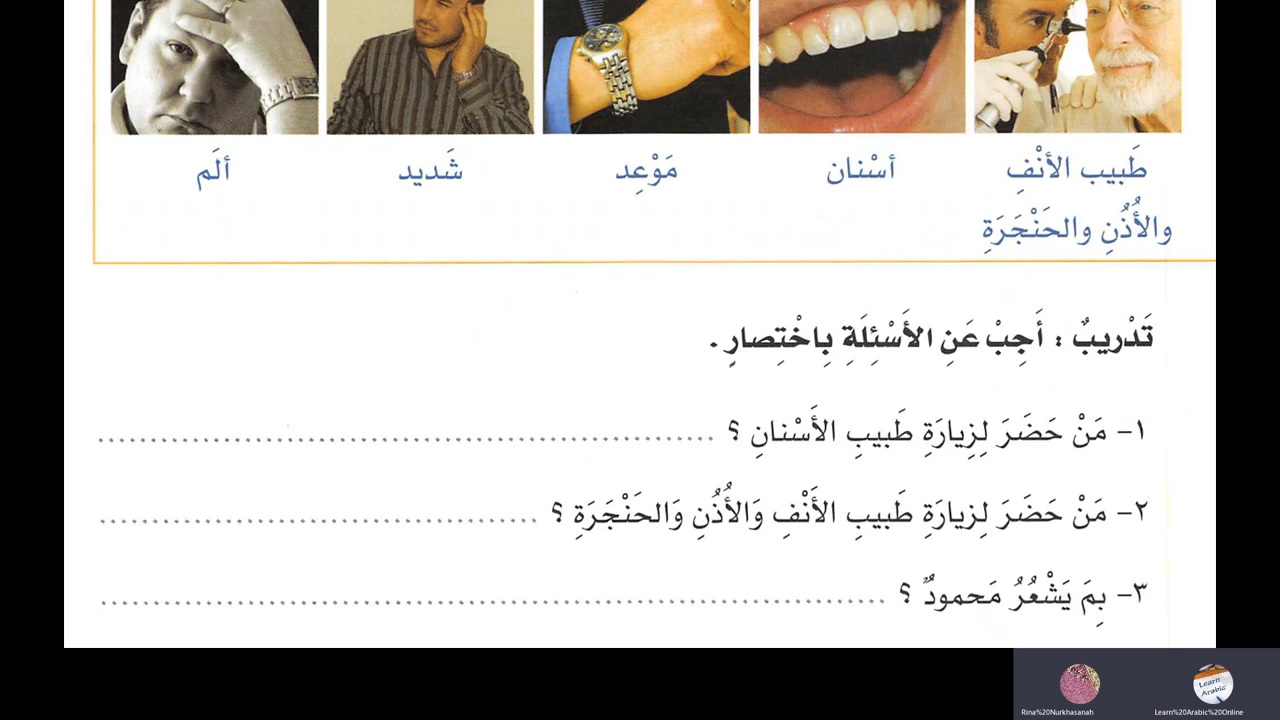 طَبيب الأنْفِ أسْنان مَوْعِد شَديد ألَم
والأُذُنِ والحَنْجَرَةِ
تَدْريبٌ : أَجِبْ عَنِ الأَسْئِلَةِ بِاخْتِصارٍ .
١- مَنْ حَضَرَ لِزِيارَةِ طَبيبِ الأَسْنانِ ؟
٢- مَنْ حَضَرَ لِزيارَةِ طَبيبِ الأَنْفِ وَالأُذُنِ وَالحَنْجَرَةِ ؟
٣- بِمَ يَشْعُرُ مَحمودٌ ؟
Learn Arabic
Rina%20Nurkhasanah Learn%20Arabic%20Online